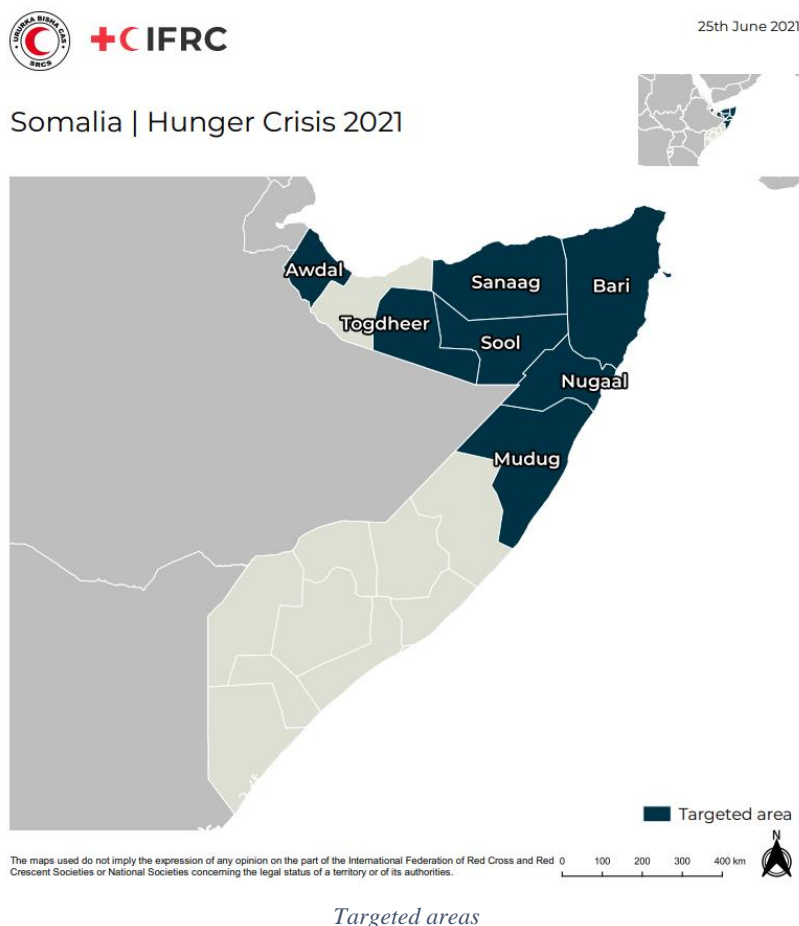 URURKA BISHA CAS
SRCS
IFRC
25th June 2021
Somalia | Hunger Crisis 2021
Awdal
Sanaag
Bari
Togdheer
Sool
Nugaal
Mudug
Targeted area
N
The maps used do not imply the expression of any opinion on the part of the International Federation of Red Cross and Red
Crescent Societies or National Societies concerning the legal status of a territory or of its authorities.
0 100 200 300 400 km
Targeted areas